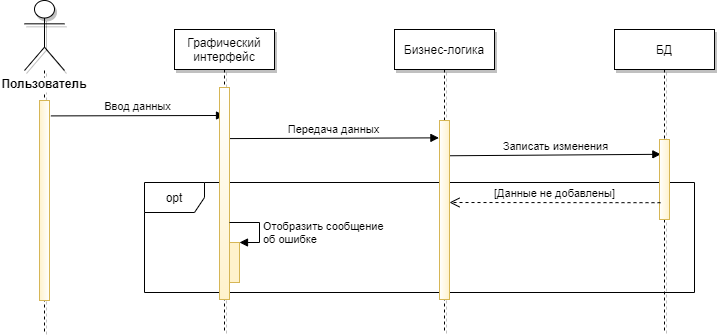 Пользователь
Графический
интерфейс
Бизнес-логика
БД
Ввод данных
Передача данных
Записать изменения
opt
[Данные не добавлены]
Отобразить сообщение
об ошибке